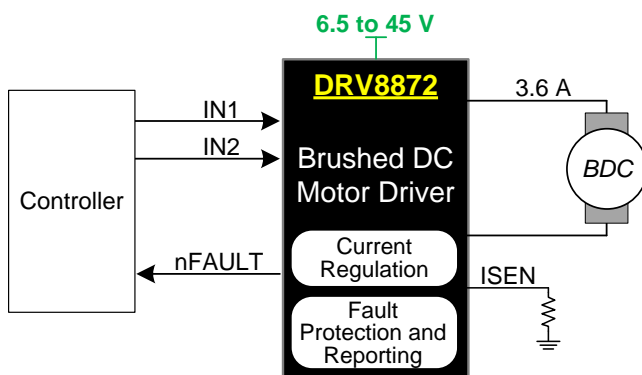 6.5 to 45 V
DRV8872
3.6 A
IN1
IN2
Brushed DC
Motor Driver
BDC
Controller
Current
Regulation
nFAULT
ISEN
Fault
Protection and
Reporting